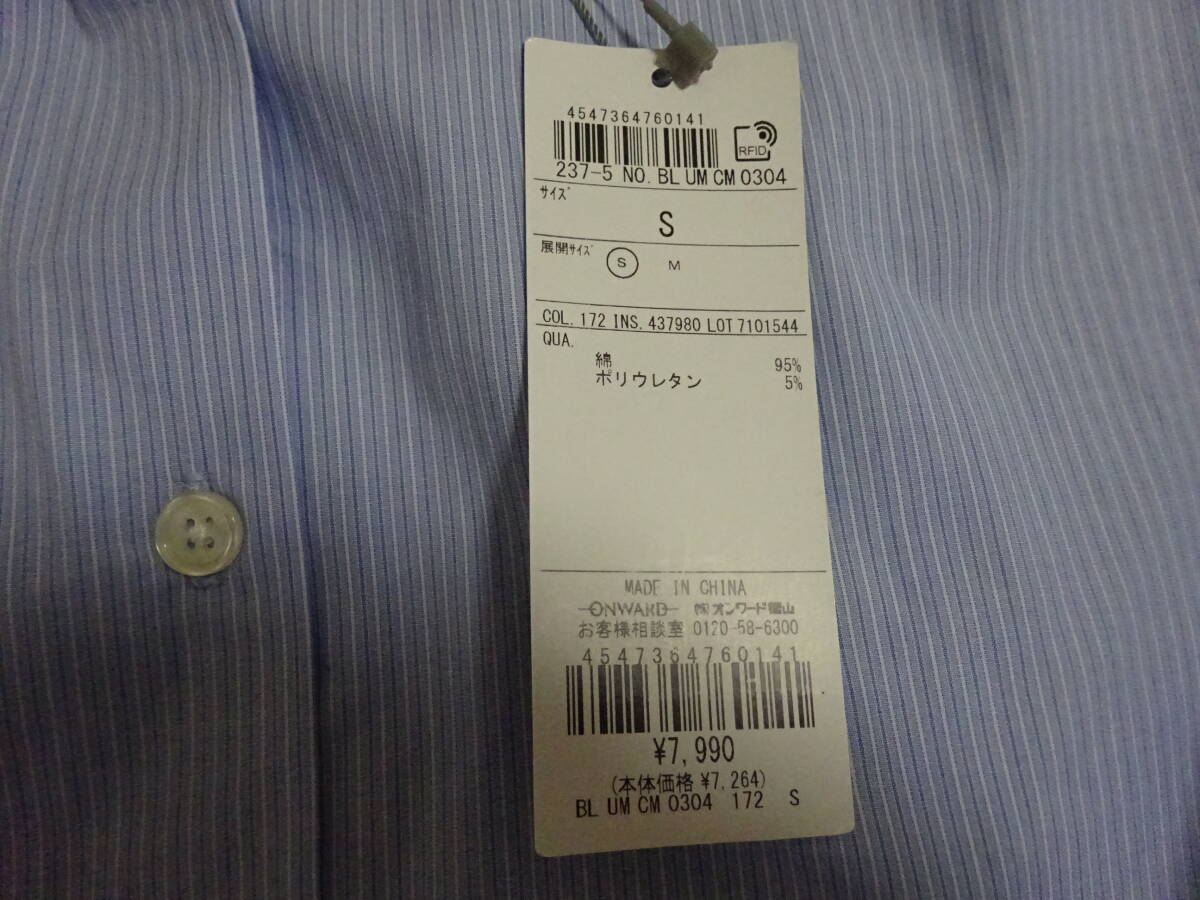 4547364760141
RFID
237-5 NO. BL UM CM 0304
サイズ
S
展開サイズ S M
COL. 172 INS. 437980 LOT 7101544
QUA.
綿 95%
ポリウレタン 5%
MADE IN CHINA
ONWARD ㈱オンワード樫山
お客様相談室 0120-58-6300
4547364760141
¥7,990
(本体価格 ¥7,264)
BL UM CM 0304 172 S